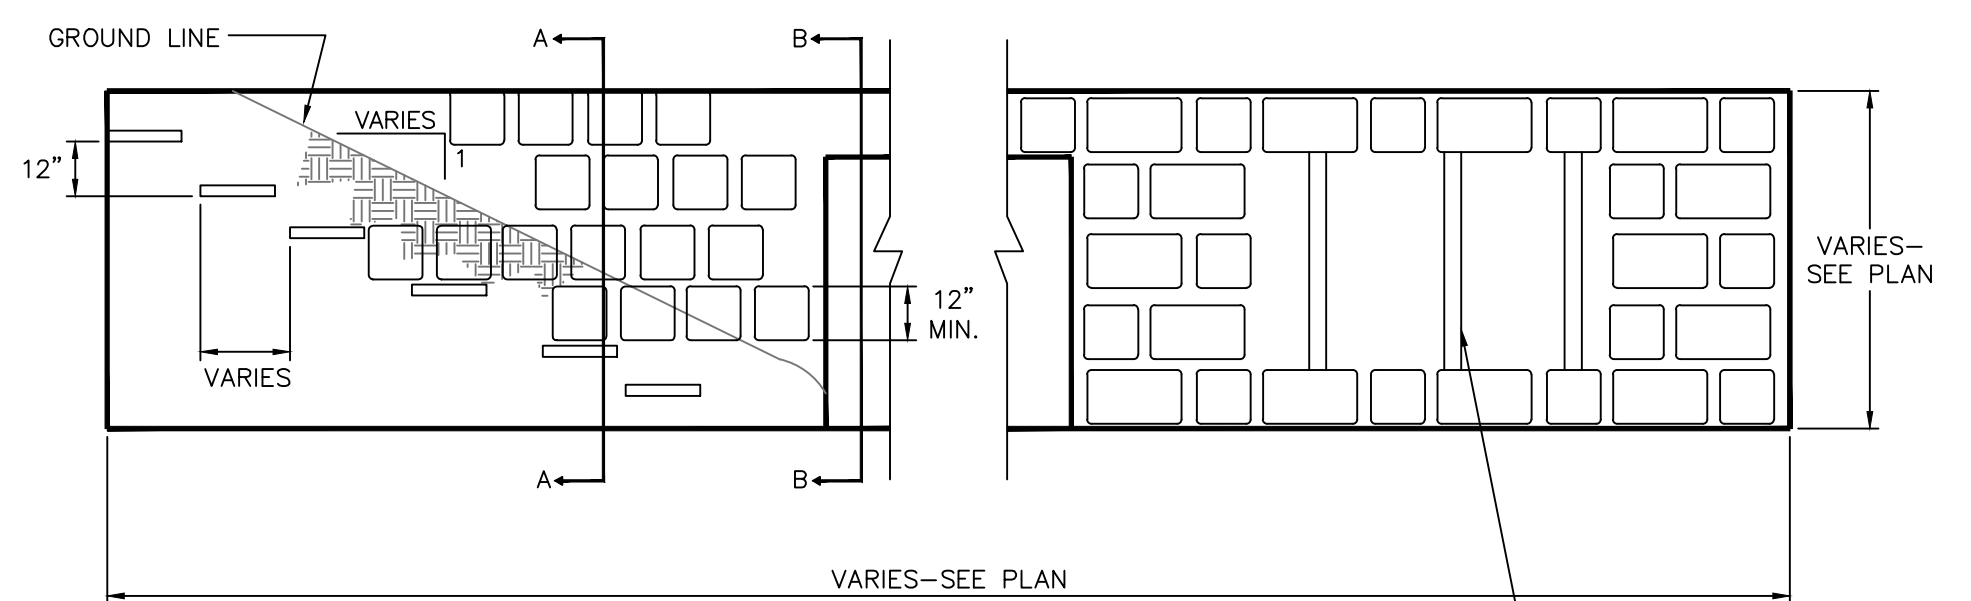 GROUND LINE
A
B
VARIES
1
12”
VARIES
12”
MIN.
VARIES–
SEE PLAN
A
B
VARIES–SEE PLAN